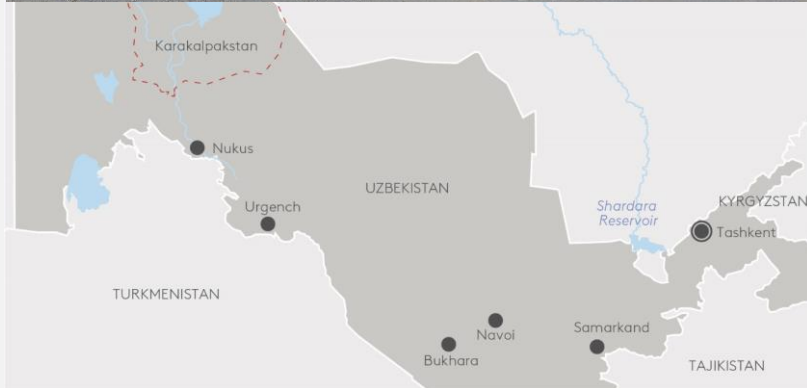 Karakalpakstan
Nukus
UZBEKISTAN
Urgench
Shardara
Reservoir
KYRGYZSTAN
Tashkent
TURKMENISTAN
Navoi
Samarkand
Bukhara
TAJIKISTAN